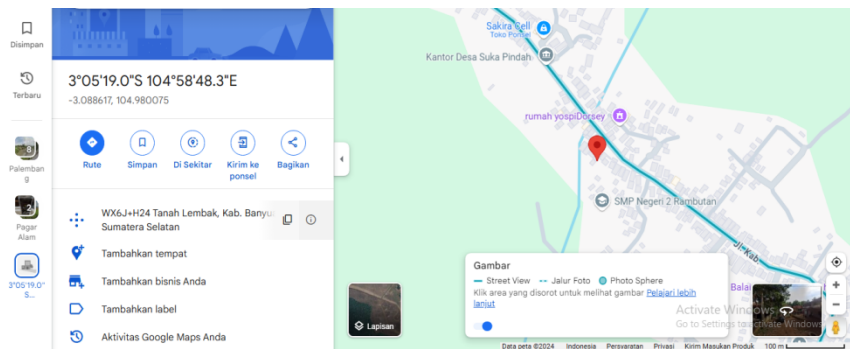 Disimpan
Terbaru
8
Palemban
g
2
Pagar
Alam
3°05'19.0"
S...
3°05'19.0"S 104°58'48.3"E
-3.088617, 104.980075
Rute
Simpan
Di Sekitar
Kirim ke
ponsel
Bagikan
WX6J+H24 Tanah Lembak, Kab. Banyu
Sumatera Selatan
Tambahkan tempat
Tambahkan bisnis Anda
Tambahkan label
Aktivitas Google Maps Anda
Sakira Cell
Toko Ponsel
Kantor Desa Suka Pindah
rumah yospiDorsey
SMP Negeri 2 Rambutan
Jl. Kab.
Balai
Lapisan
Gambar
Street View
Jalur Foto
Photo Sphere
Klik area yang disorot untuk melihat gambar Pelajari lebih
lanjut
Activate Windows
Go to Settings to activate Windows
Data peta ©2024 Indonesia Persyaratan Privasi Kirim Masukan Produk 100 m